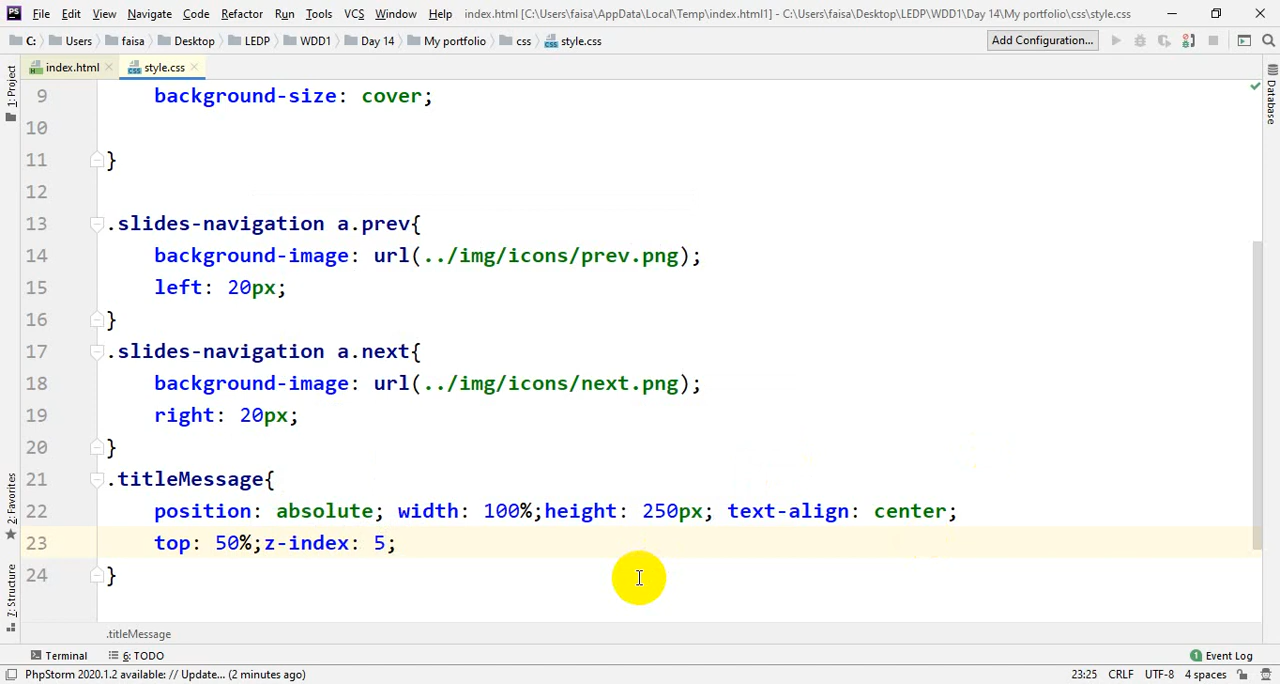 File Edit View Navigate Code Refactor Run Tools VCS Window Help index.html [C:\Users\faisa\AppData\Local\Temp\index.html1] - C:\Users\faisa\Desktop\LEDP\WDD1\Day 14\My portfolio\css\style.css
C: Users faisa Desktop LEDP WDD1 Day 14 My portfolio css style.css Add Configuration...
index.html style.css
1: Project
Database
9 background-size: cover;
10
11 }
12
13 .slides-navigation a.prev{
14 background-image: url(../img/icons/prev.png);
15 left: 20px;
16 }
17 .slides-navigation a.next{
18 background-image: url(../img/icons/next.png);
19 right: 20px;
20 }
21 .titleMessage{
22 position: absolute; width: 100%;height: 250px; text-align: center;
23 top: 50%;z-index: 5;
24 }
2: Favorites
Z: Structure
.titleMessage
Terminal 6: TODO 1 Event Log
PhpStorm 2020.1.2 available: // Update... (2 minutes ago) 23:25 CRLF UTF-8 4 spaces